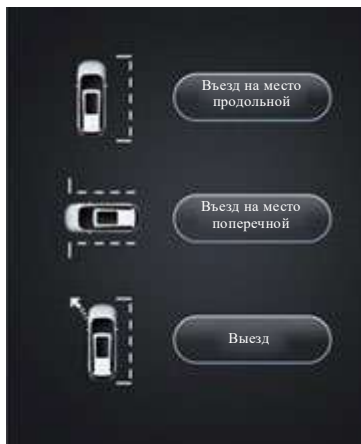 Въезд на место
продольной
Въезд на место
поперечной
Выезд